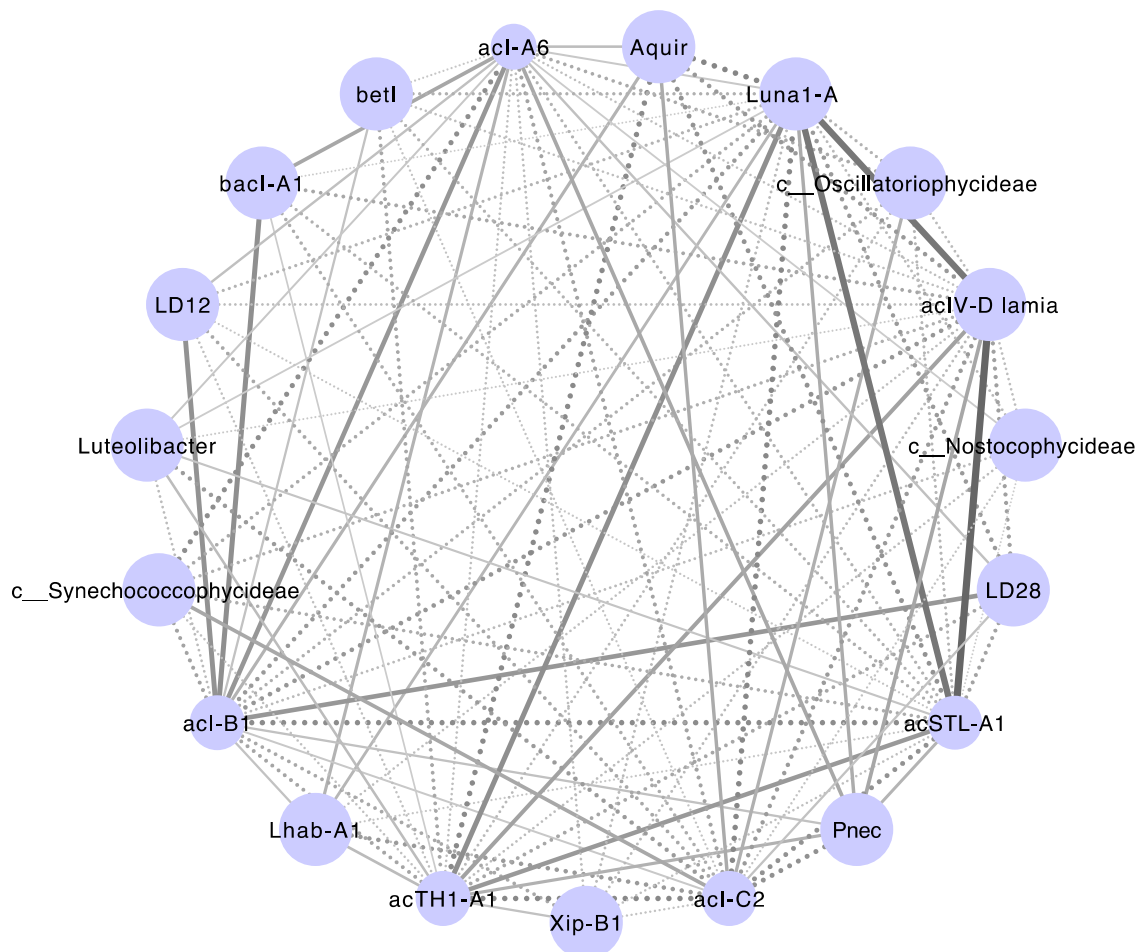 acI-A6
Aquir
betI
Luna1-A
bacI-A1
c__Oscillatoriophycideae
LD12
acIV-D lamia
Luteolibacter
c__Nostocophycideae
c__Synechococcophycideae
LD28
acI-B1
acSTL-A1
Lhab-A1
Pnec
acTH1-A1
acI-C2
Xip-B1